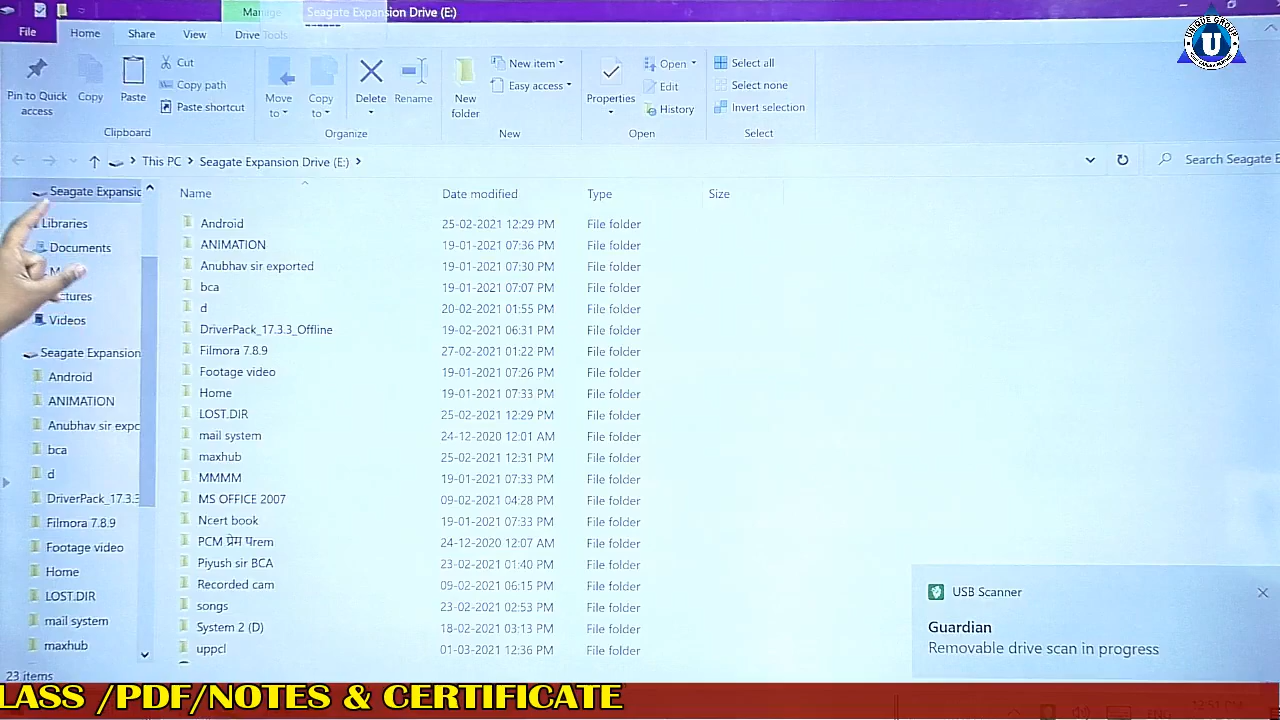 Manage Seagate Expansion Drive (E:)
File Home Share View Drive Tools
Pin to Quick access
Copy
Paste
Cut
Copy path
Paste shortcut
Clipboard
Move to
Copy to
Delete
Rename
Organize
New folder
New item
Easy access
New
Properties
Open
Edit
History
Open
Select all
Select none
Invert selection
Select
UNIQUE GROUP
U
This PC > Seagate Expansion Drive (E:) >
Search Seagate E
Seagate Expansic
Libraries
Documents
M
ctures
Videos
Seagate Expansion
Android
ANIMATION
Anubhav sir expc
bca
d
DriverPack_17.3.3
Filmora 7.8.9
Footage video
Home
LOST.DIR
mail system
maxhub
Name Date modified Type Size
Android 25-02-2021 12:29 PM File folder
ANIMATION 19-01-2021 07:36 PM File folder
Anubhav sir exported 19-01-2021 07:30 PM File folder
bca 19-01-2021 07:07 PM File folder
d 20-02-2021 01:55 PM File folder
DriverPack_17.3.3_Offline 19-02-2021 06:31 PM File folder
Filmora 7.8.9 27-02-2021 01:22 PM File folder
Footage video 19-01-2021 07:26 PM File folder
Home 19-01-2021 07:33 PM File folder
LOST.DIR 25-02-2021 12:29 PM File folder
mail system 24-12-2020 12:01 AM File folder
maxhub 25-02-2021 12:31 PM File folder
MMMM 19-01-2021 07:33 PM File folder
MS OFFICE 2007 09-02-2021 04:28 PM File folder
Ncert book 19-01-2021 07:33 PM File folder
PCM प्रेम परem 24-12-2020 12:07 AM File folder
Piyush sir BCA 23-02-2021 01:40 PM File folder
Recorded cam 09-02-2021 06:15 PM File folder
songs 23-02-2021 02:53 PM File folder
System 2 (D) 18-02-2021 03:13 PM File folder
uppcl 01-03-2021 12:36 PM File folder
USB Scanner
Guardian
Removable drive scan in progress
23 items
LASS /PDF/NOTES & CERTIFICATE